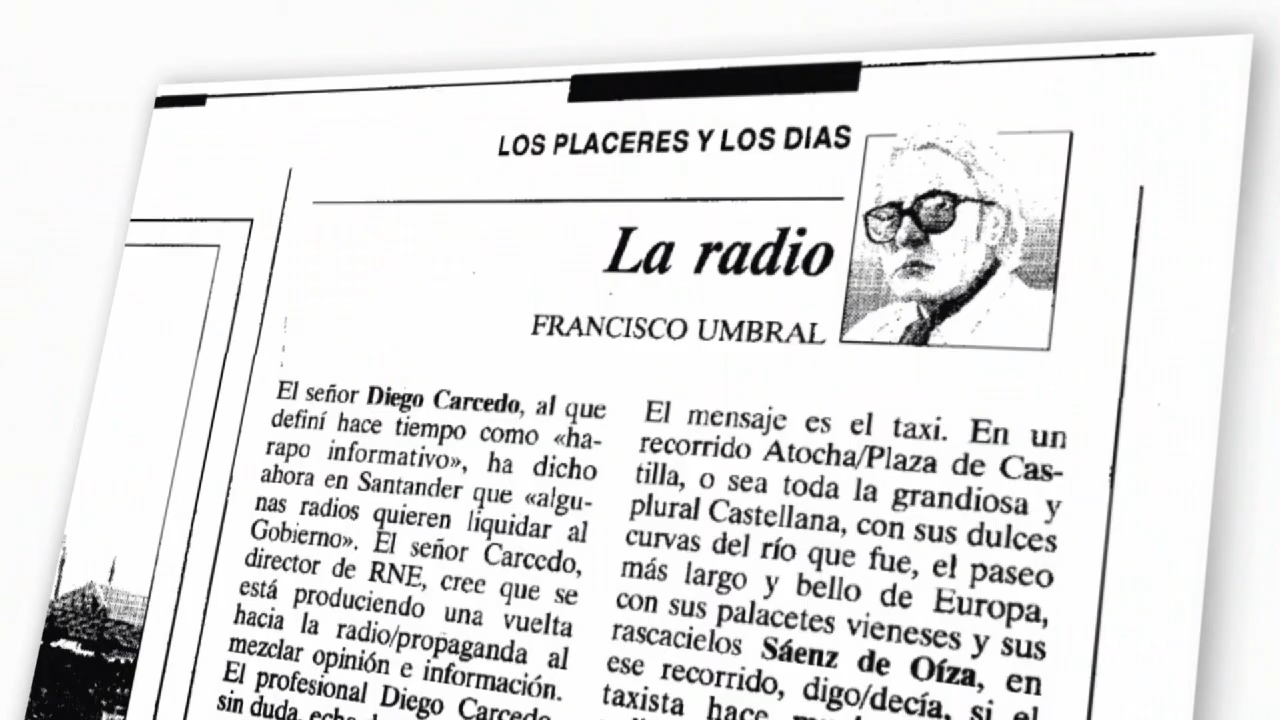 LOS PLACERES Y LOS DIAS
La radio
FRANCISCO UMBRAL
El señor Diego Carcedo, al que
definí hace tiempo como «ha-
rapo informativo», ha dicho
ahora en Santander que «algu-
nas radios quieren liquidar al
Gobierno». El señor Carcedo,
director de RNE, cree que se
está produciendo una vuelta
hacia la radio/propaganda al
mezclar opinión e información.
El profesional Diego Carcedo
sin duda,
El mensaje es el taxi. En un
recorrido Atocha/Plaza de Cas-
tilla, o sea toda la grandiosa y
plural Castellana, con sus dulces
curvas del río que fue, el paseo
más largo y bello de Europa,
con sus palacetes vieneses y sus
rascacielos Sáenz de Oíza, en
ese recorrido, digo/decía, si el
taxista hace